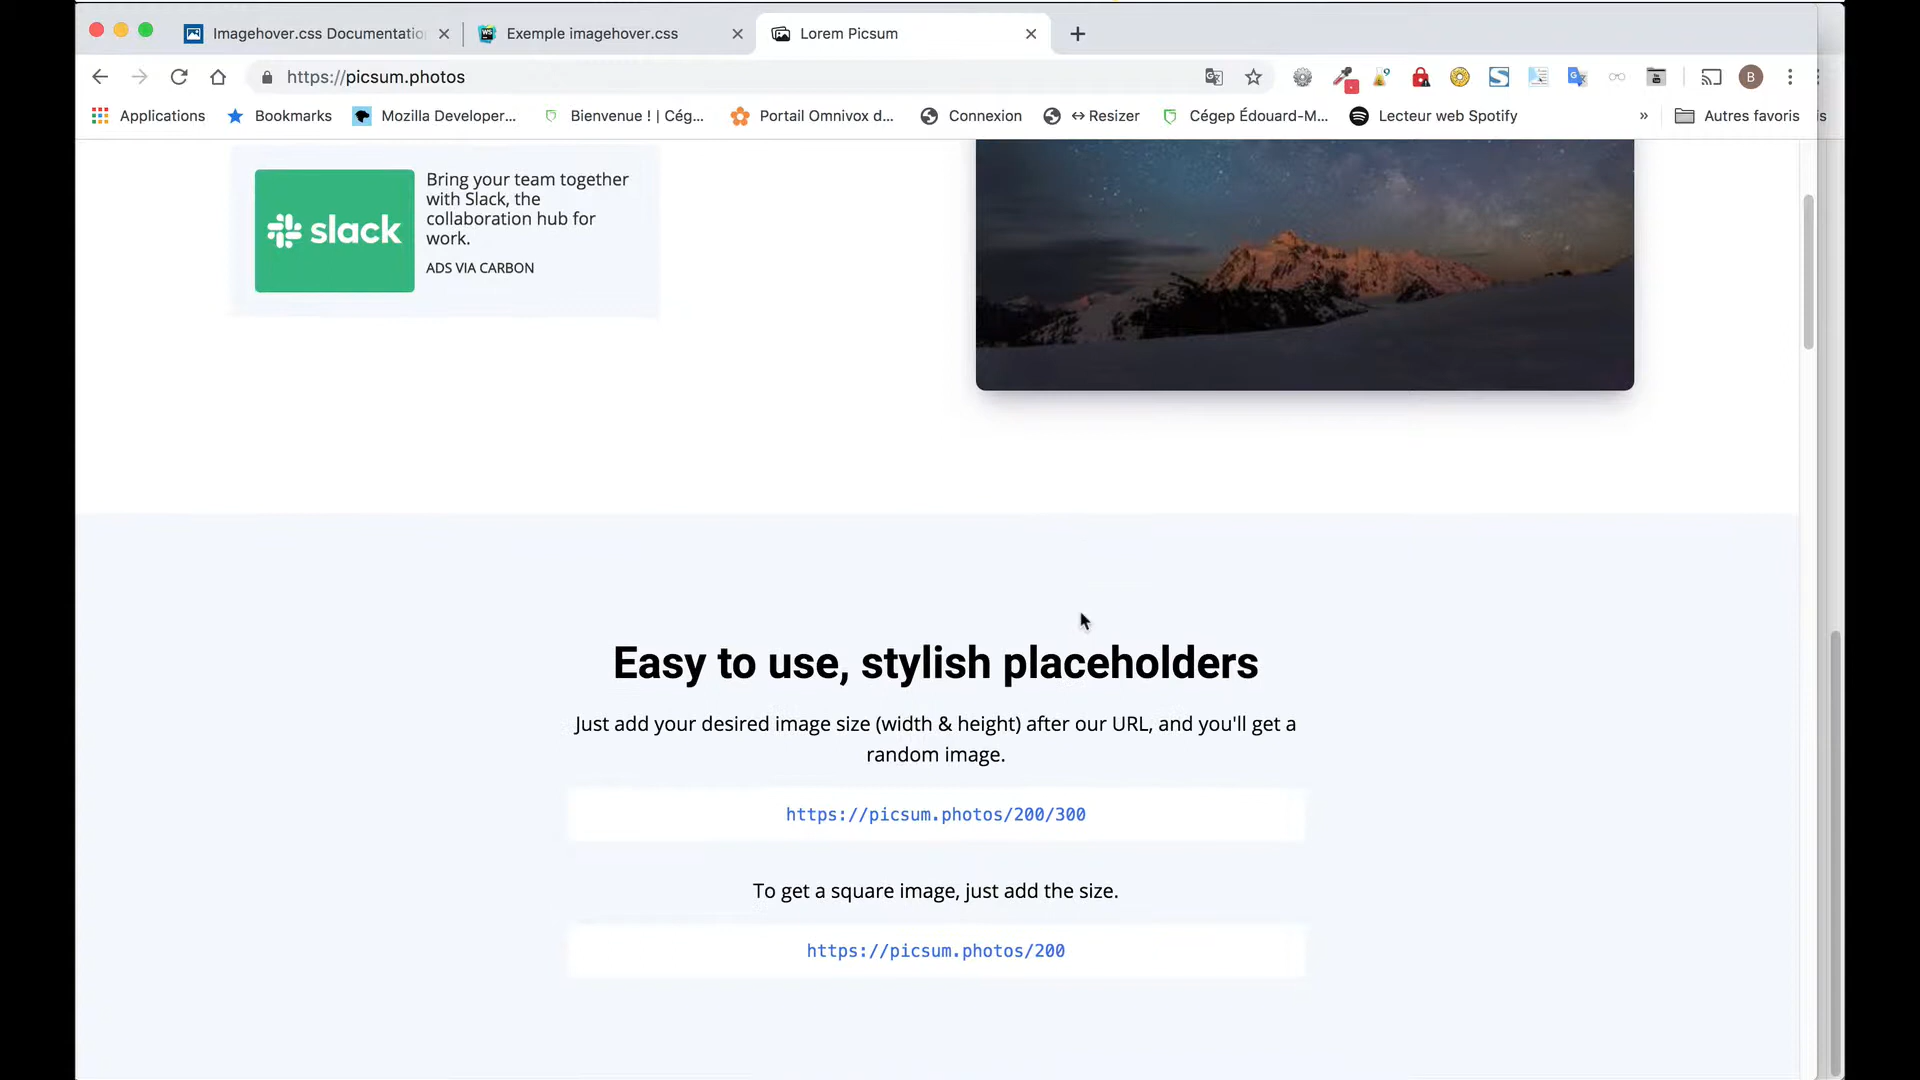 Imagehover.css Documentatio
Exemple imagehover.css
Lorem Picsum
https://picsum.photos
B
Applications
Bookmarks
Mozilla Developer...
Bienvenue ! | Cég...
Portail Omnivox d...
Connexion
↔ Resizer
Cégep Édouard-M...
Lecteur web Spotify
»
Autres favoris
is
slack
Bring your team together
with Slack, the
collaboration hub for
work.
ADS VIA CARBON
Easy to use, stylish placeholders
Just add your desired image size (width & height) after our URL, and you'll get a
random image.
https://picsum.photos/200/300
To get a square image, just add the size.
https://picsum.photos/200